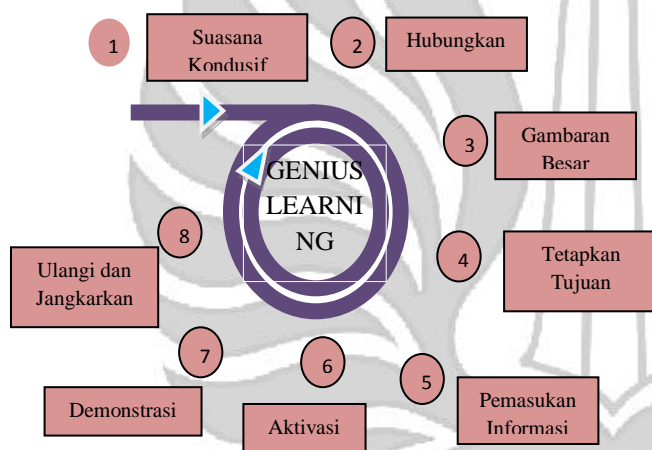 1
Suasana
Kondusif
2
Hubungkan
3
Gambaran
Besar
GENIUS
LEARNI
NG
4
Tetapkan
Tujuan
8
Ulangi dan
Jangkarkan
7
Demonstrasi
6
Aktivasi
5
Pemasukan
Informasi